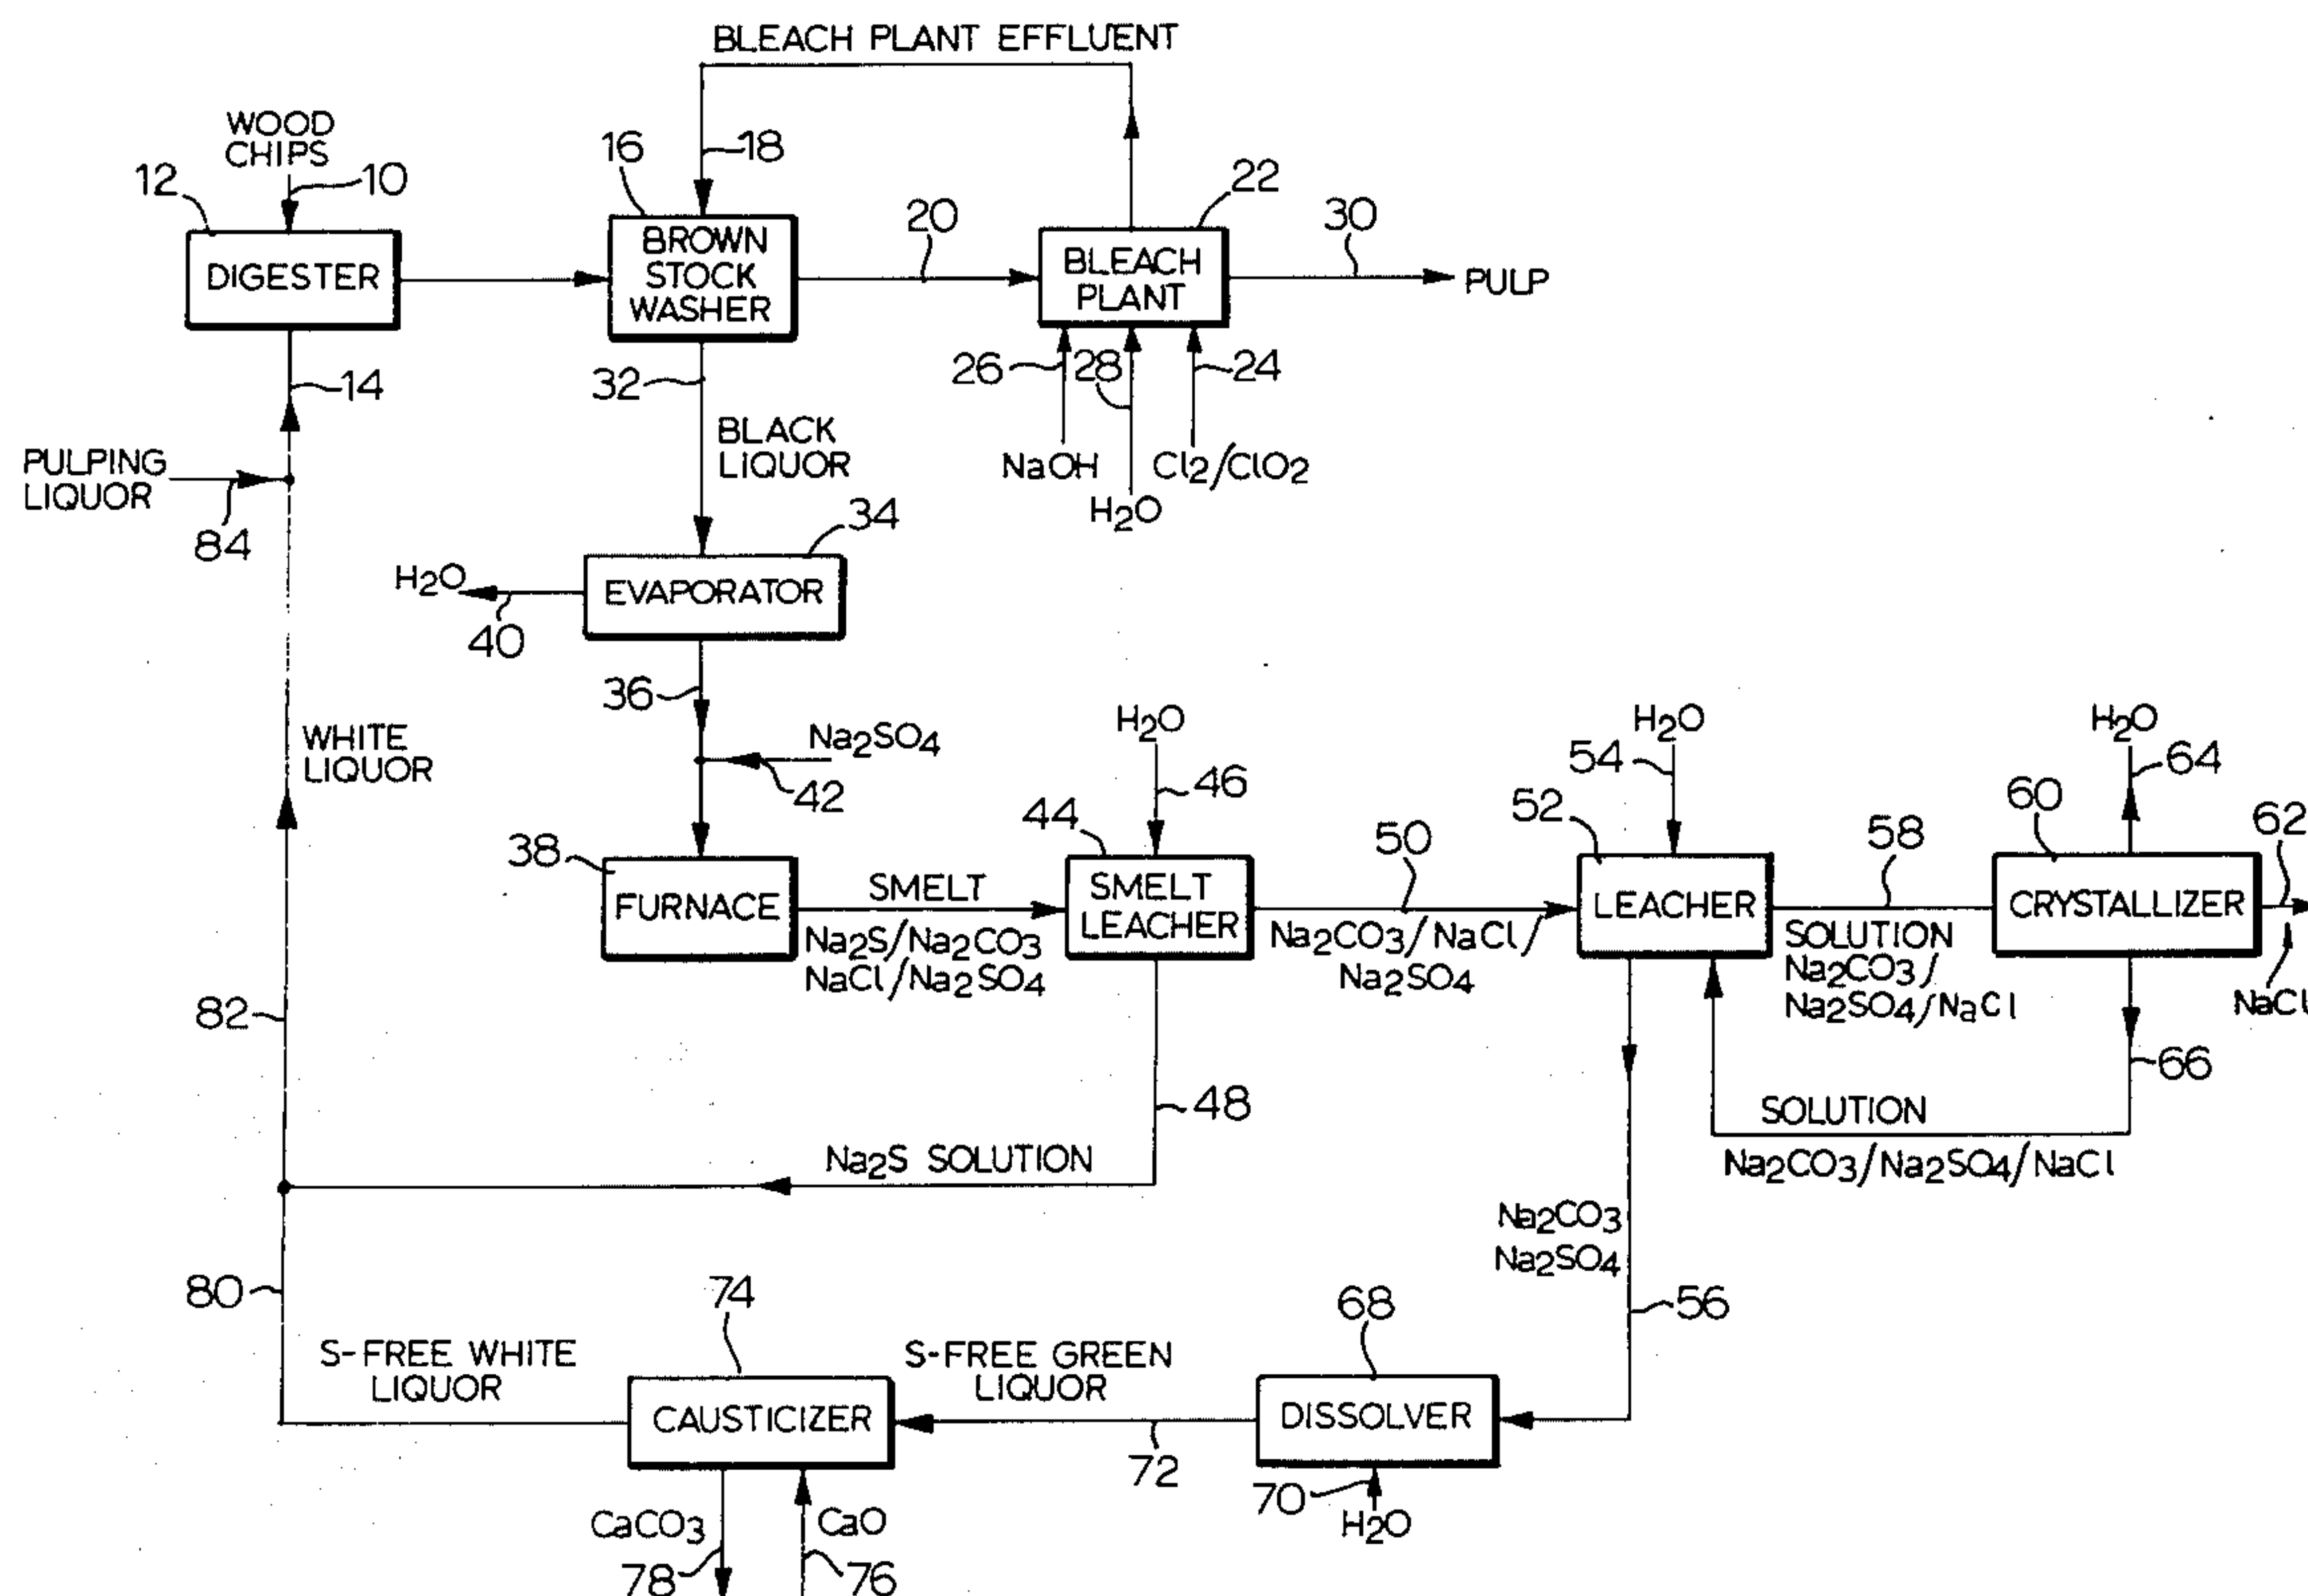 BLEACH PLANT EFFLUENT
WOOD
CHIPS
10
12
DIGESTER
14
16
18
BROWN
STOCK
WASHER
20
22
BLEACH
PLANT
30
PULP
26
28
24
NaOH
H2O
Cl2/ClO2
32
BLACK
LIQUOR
PULPING
LIQUOR
84
34
EVAPORATOR
H2O
40
36
Na2SO4
42
WHITE
LIQUOR
38
FURNACE
SMELT
Na2S/Na2CO3
NaCl/Na2SO4
H2O
46
44
SMELT
LEACHER
50
Na2CO3/NaCl/
Na2SO4
H2O
54
52
LEACHER
58
SOLUTION
Na2CO3/
Na2SO4/NaCl
H2O
64
60
CRYSTALLIZER
62
NaCl
66
SOLUTION
Na2CO3/Na2SO4/NaCl
82
48
Na2S SOLUTION
Na2CO3
Na2SO4
56
80
74
68
S-FREE WHITE
LIQUOR
CAUSTICIZER
S-FREE GREEN
LIQUOR
72
DISSOLVER
70
H2O
CaCO3
78
CaO
76